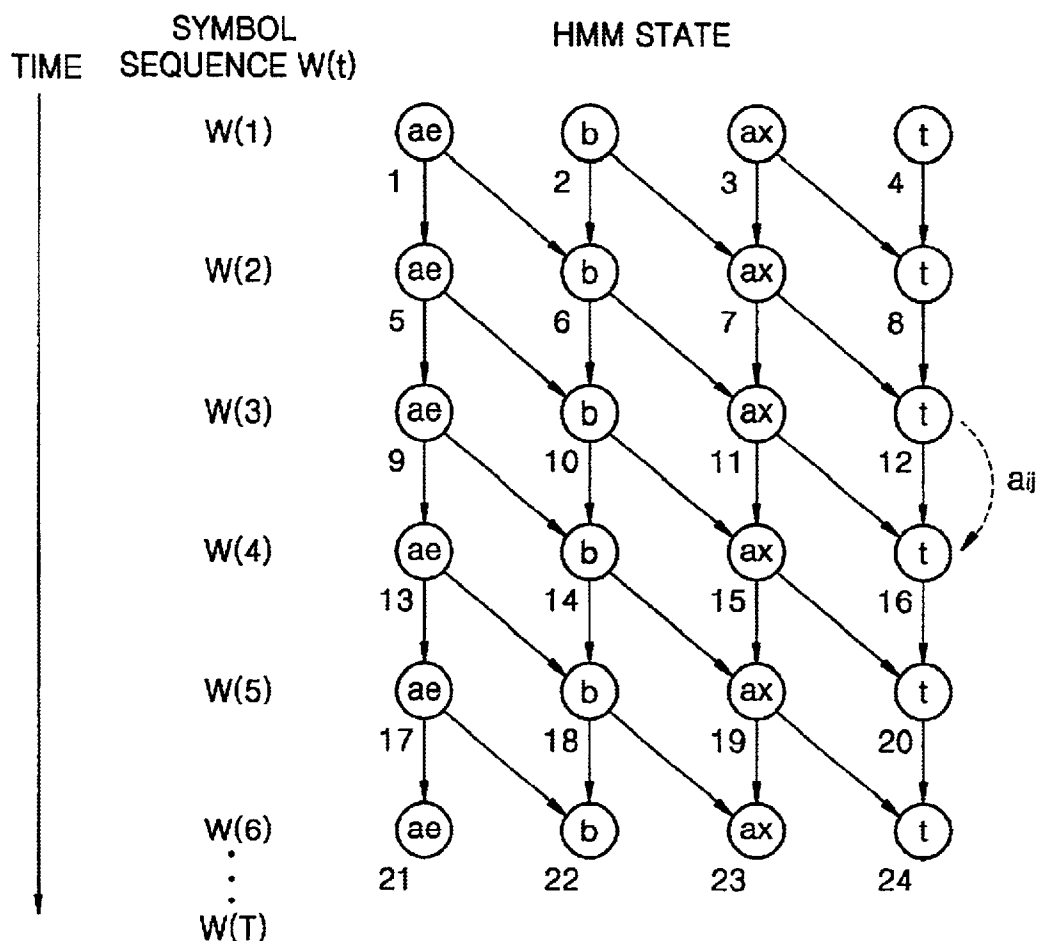 TIME
SYMBOL
SEQUENCE W(t)
HMM STATE
W(1) ae b ax t
1 2 3 4
W(2) ae b ax t
5 6 7 8
W(3) ae b ax t
9 10 11 12
aij
W(4) ae b ax t
13 14 15 16
W(5) ae b ax t
17 18 19 20
W(6) ae b ax t
21 22 23 24
W(T)